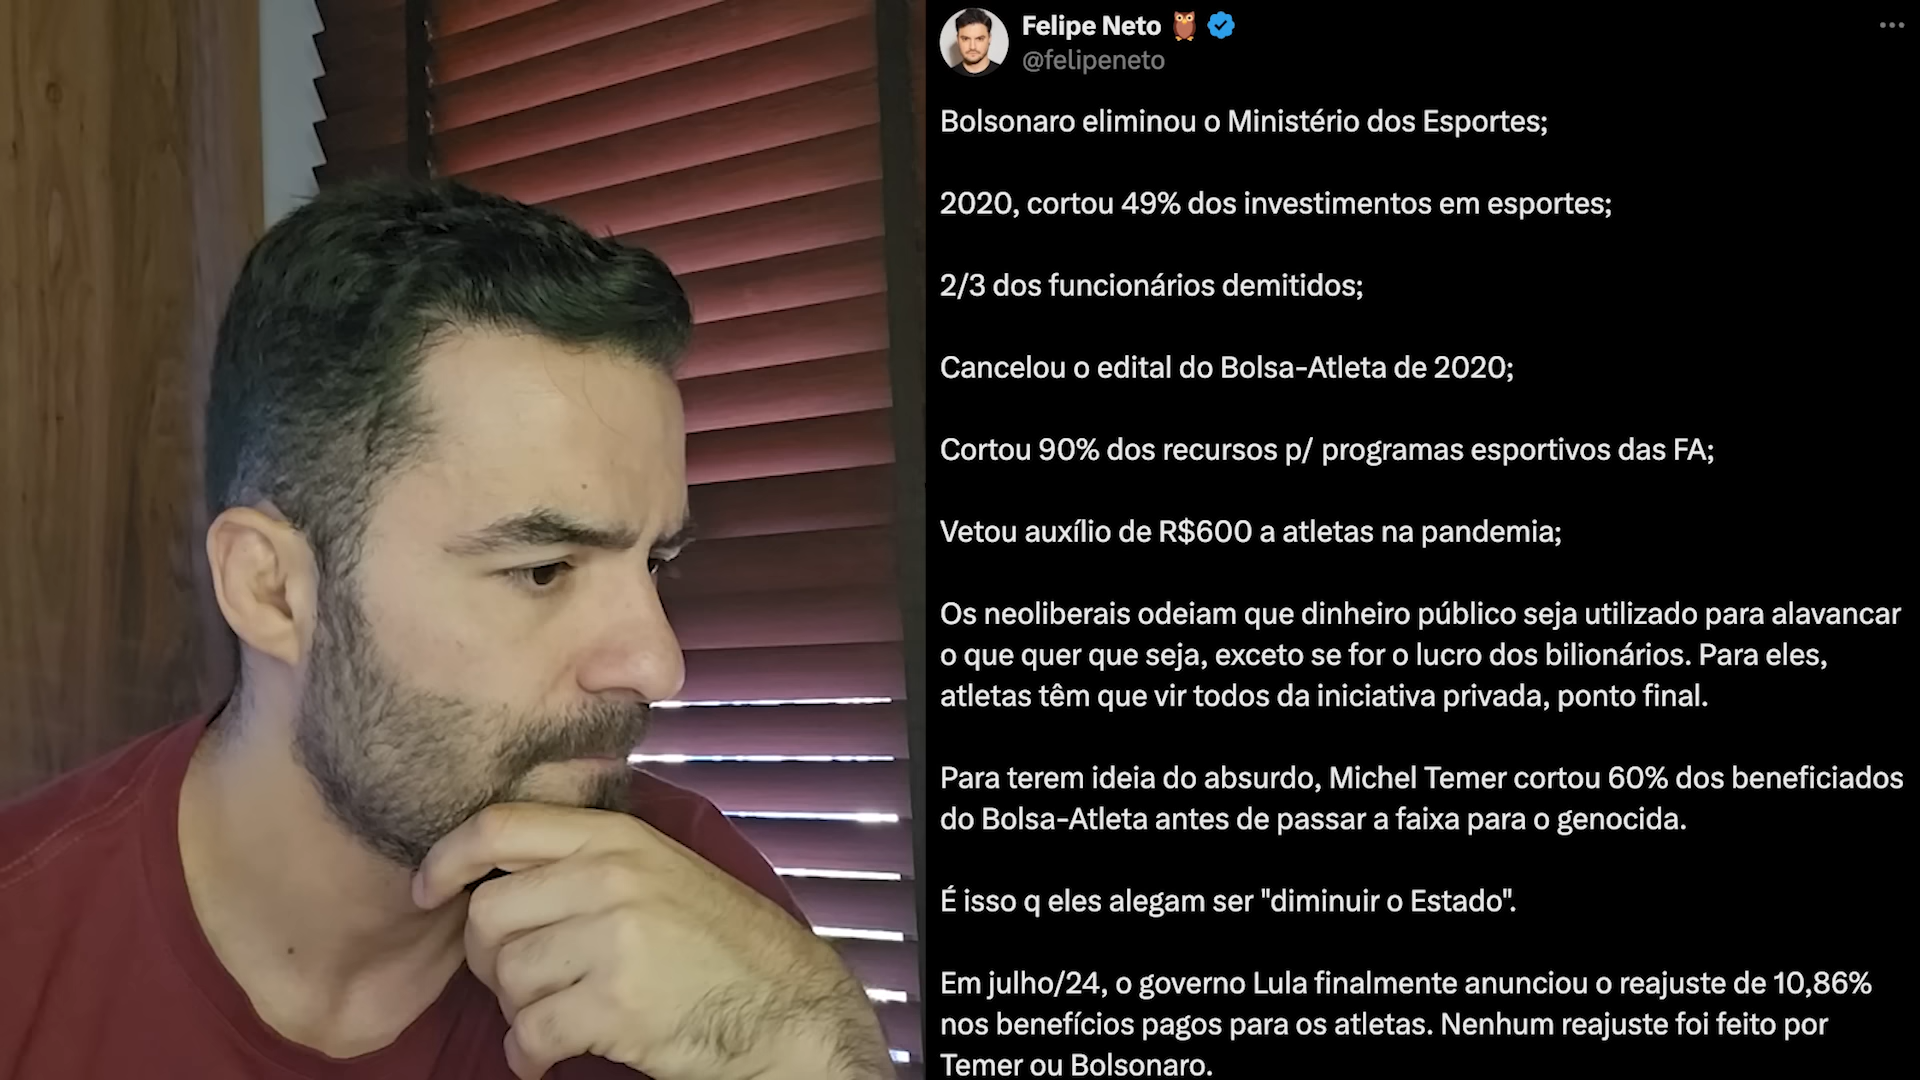 Felipe Neto 🦉
@felipeneto
Bolsonaro eliminou o Ministério dos Esportes;
2020, cortou 49% dos investimentos em esportes;
2/3 dos funcionários demitidos;
Cancelou o edital do Bolsa-Atleta de 2020;
Cortou 90% dos recursos p/ programas esportivos das FA;
Vetou auxílio de R$600 a atletas na pandemia;
Os neoliberais odeiam que dinheiro público seja utilizado para alavancar
o que quer que seja, exceto se for o lucro dos bilionários. Para eles,
atletas têm que vir todos da iniciativa privada, ponto final.
Para terem ideia do absurdo, Michel Temer cortou 60% dos beneficiados
do Bolsa-Atleta antes de passar a faixa para o genocida.
É isso q eles alegam ser "diminuir o Estado".
Em julho/24, o governo Lula finalmente anunciou o reajuste de 10,86%
nos benefícios pagos para os atletas. Nenhum reajuste foi feito por
Temer ou Bolsonaro.